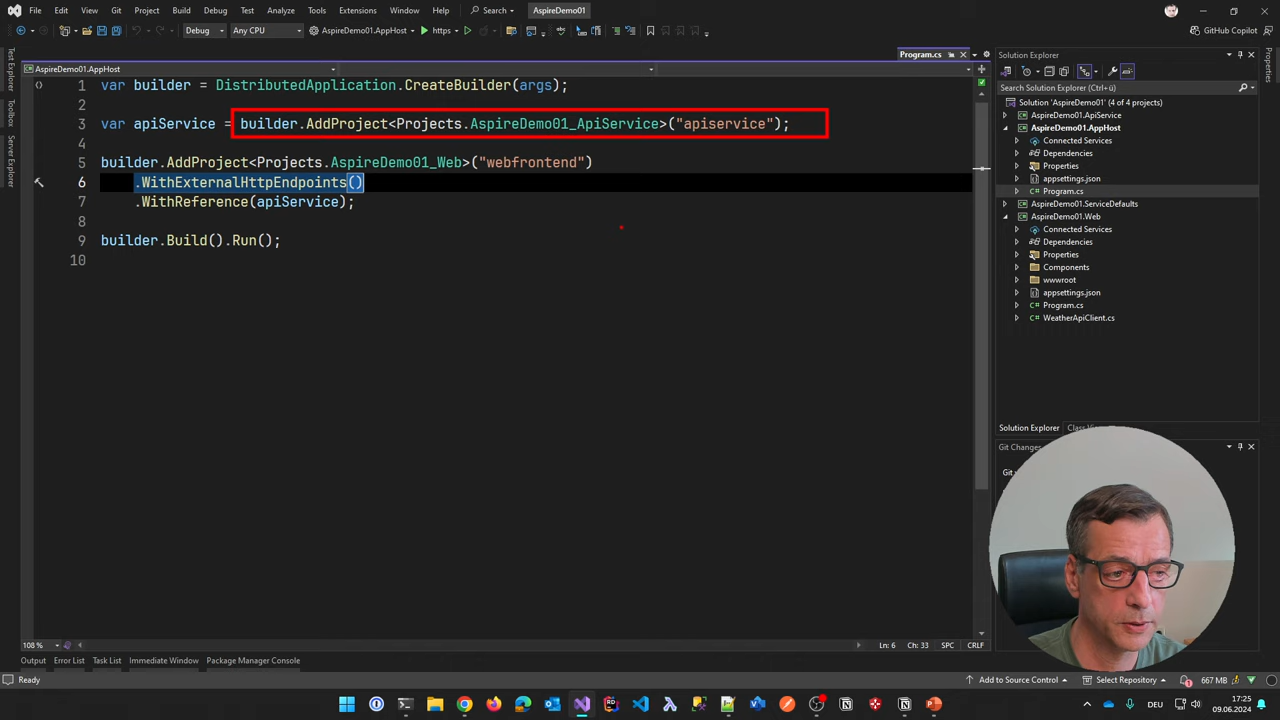 File Edit View Git Project Build Debug Test Analyze Tools Extensions Window Help Search AspireDemo01
Debug Any CPU AspireDemo01.AppHost https GitHub Copilot
Test Explorer
Toolbox
Server Explorer
Program.cs
AspireDemo01.AppHost
1 var builder = DistributedApplication.CreateBuilder(args);
2
3 var apiService = builder.AddProject<Projects.AspireDemo01_ApiService>("apiservice");
4
5 builder.AddProject<Projects.AspireDemo01_Web>("webfrontend")
6 .WithExternalHttpEndpoints()
7 .WithReference(apiService);
8
9 builder.Build().Run();
10
108 % Ln: 6 Ch: 33 SPC CRLF
Output Error List Task List Immediate Window Package Manager Console
Solution Explorer
Search Solution Explorer (Ctrl+ü)
Solution 'AspireDemo01' (4 of 4 projects)
AspireDemo01.ApiService
AspireDemo01.AppHost
Connected Services
Dependencies
Properties
appsettings.json
Program.cs
AspireDemo01.ServiceDefaults
AspireDemo01.Web
Connected Services
Dependencies
Properties
Components
wwwroot
appsettings.json
Program.cs
WeatherApiClient.cs
Solution Explorer Class
Git Changes
Properties
Ready Add to Source Control Select Repository 667 MB
DEU 17:25
09.06.2024